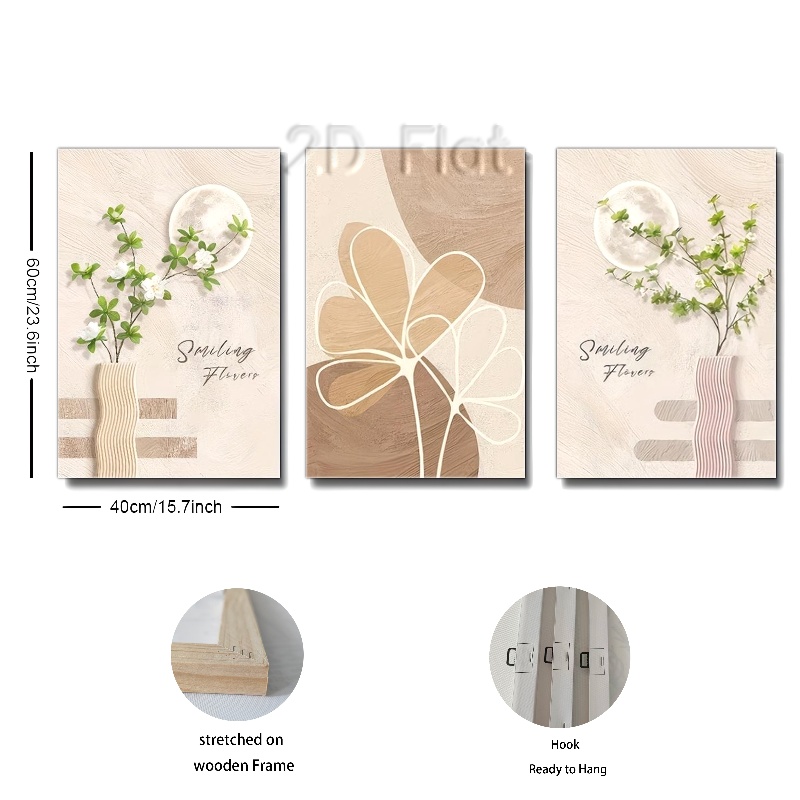 2D Flat
60cm/23.6inch
Smiling
Flowers
Smiling
Flowers
40cm/15.7inch
stretched on
wooden Frame
Hook
Ready to Hang